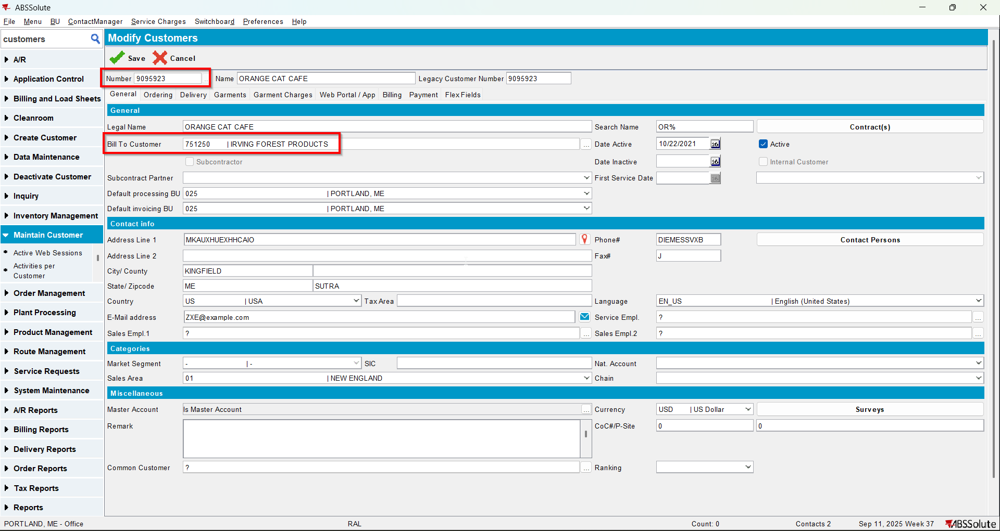 ABSSolute
File Menu BU ContactManager Service Charges Switchboard Preferences Help
customers
Modify Customers
Save Cancel
Number 9095923 ... Name ORANGE CAT CAFE Legacy Customer Number 9095923
General Ordering Delivery Garments Garment Charges Web Portal / App Billing Payment Flex Fields
General
Legal Name ORANGE CAT CAFE Search Name OR% Contract(s)
Bill To Customer 751250 | IRVING FOREST PRODUCTS ... Date Active 10/22/2021 16 Active
Subcontractor Date Inactive 16 Internal Customer
Subcontract Partner First Service Date 16
Default processing BU 025 | PORTLAND, ME
Default invoicing BU 025 | PORTLAND, ME
Contact info
Address Line 1 MKAUXHUEXHHCAIO Phone# DIEMESSVXB Contact Persons
Address Line 2 Fax# J
City/ County KINGFIELD
State/ Zipcode ME SUTRA
Country US | USA Tax Area Language EN_US | English (United States)
E-Mail address ZXE@example.com Service Empl. ? ...
Sales Empl.1 ? ... Sales Empl.2 ? ...
Categories
Market Segment - | - SIC Nat. Account
Sales Area 01 | NEW ENGLAND Chain
Miscellaneous
Master Account Is Master Account ... Currency USD | US Dollar Surveys
Remark CoC#/P-Site 0 0
Common Customer ? ... Ranking
A/R
Application Control
Billing and Load Sheets
Cleanroom
Create Customer
Data Maintenance
Deactivate Customer
Inquiry
Inventory Management
Maintain Customer
Active Web Sessions
Activities per
Customer
Order Management
Plant Processing
Product Management
Route Management
Service Requests
System Maintenance
A/R Reports
Billing Reports
Delivery Reports
Order Reports
Tax Reports
Reports
PORTLAND, ME - Office RAL Count: 0 Contacts 2 Sep 11, 2025 Week 37 ABSSolute